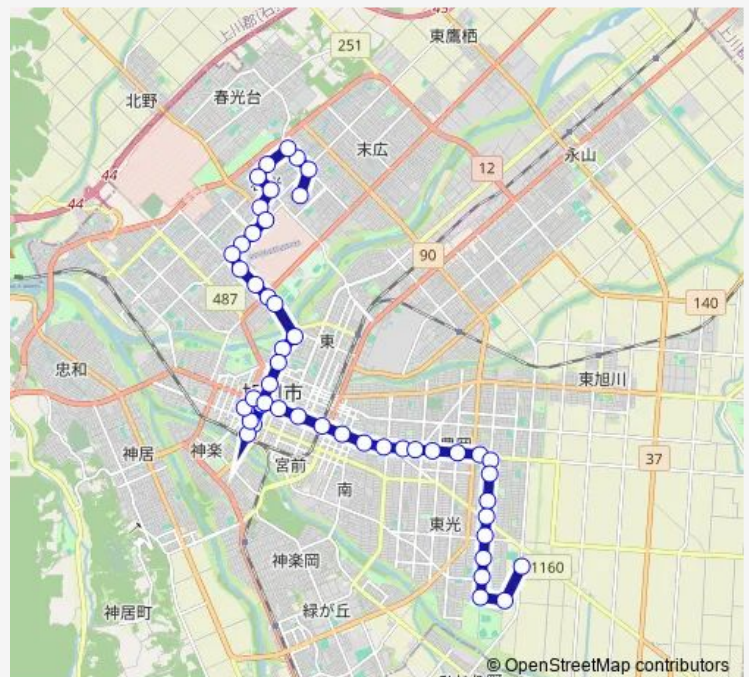 45
東鷹栖
251
上川郡(石
春光台
北野
末広
永山
12
44
44
90
487
140
東
忠和
東旭川
神居
神楽
宮前
37
南
東光
神楽岡
1160
緑が丘
神居町
© OpenStreetMap contributors